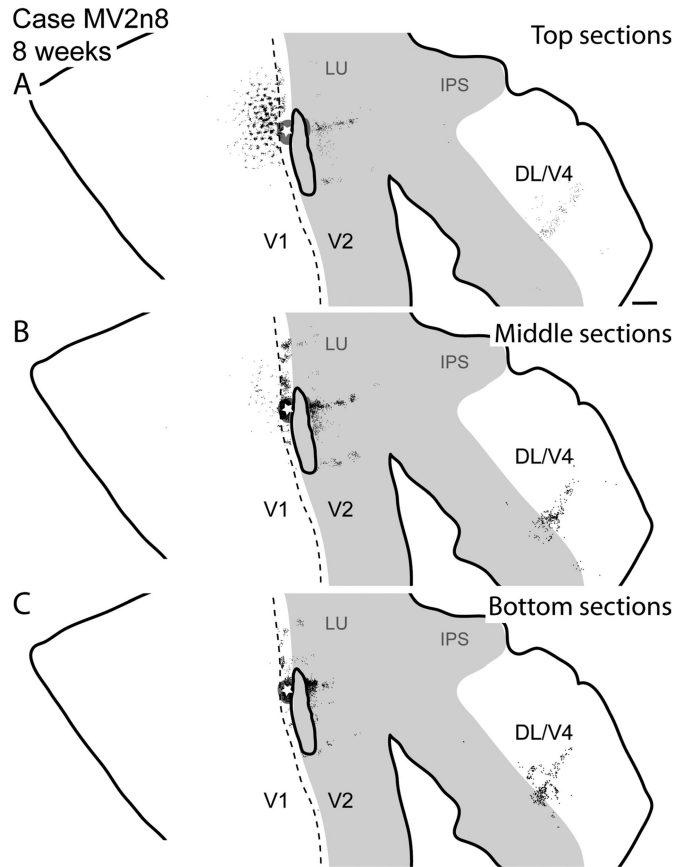 Case MV2n8
8 weeks
Top sections
A
LU
IPS
DL/V4
V1
V2
B
Middle sections
LU
IPS
DL/V4
V1
V2
C
Bottom sections
LU
IPS
DL/V4
V1
V2